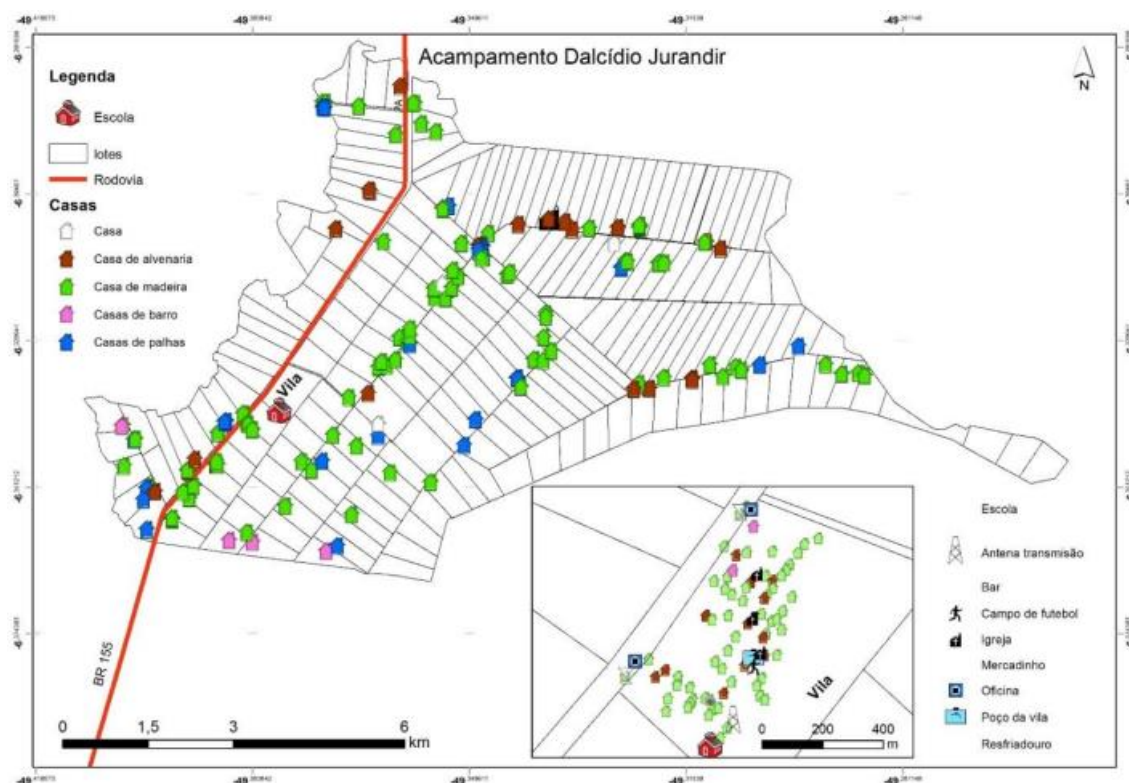 Acampamento Dalcídio Jurandir
N
Legenda
Escola
lotes
Rodovia
Casas
Casa
Casa de alvenaria
Casa de madeira
Casas de barro
Casas de palhas
Vila
BR 155
0 1,5 3 6
km
Vila
0 200 400
m
Escola
Antena transmisão
Bar
Campo de futebol
Igreja
Mercadinho
Oficina
Poço da vila
Resfriadouro